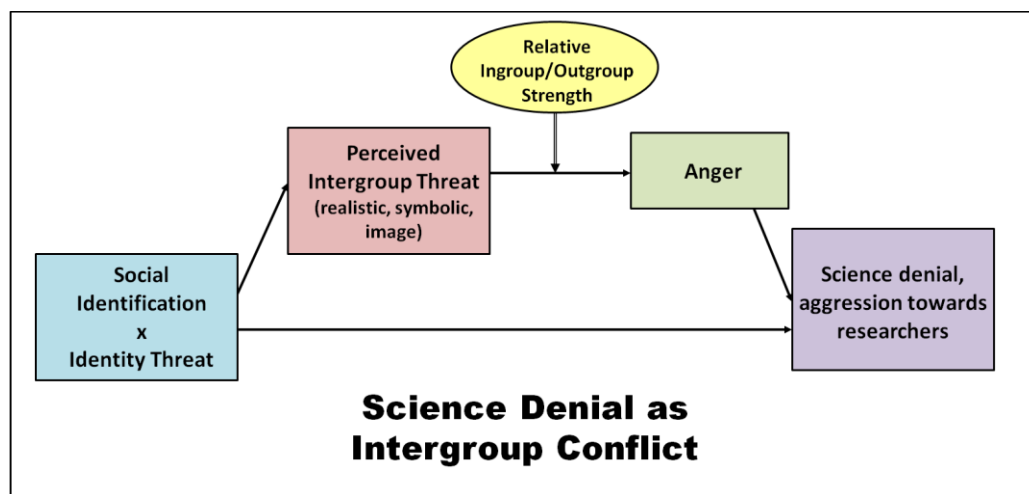 Relative
Ingroup/Outgroup
Strength
Perceived
Intergroup Threat
(realistic, symbolic,
image)
Anger
Social
Identification
x
Identity Threat
Science denial,
aggression towards
researchers
Science Denial as
Intergroup Conflict